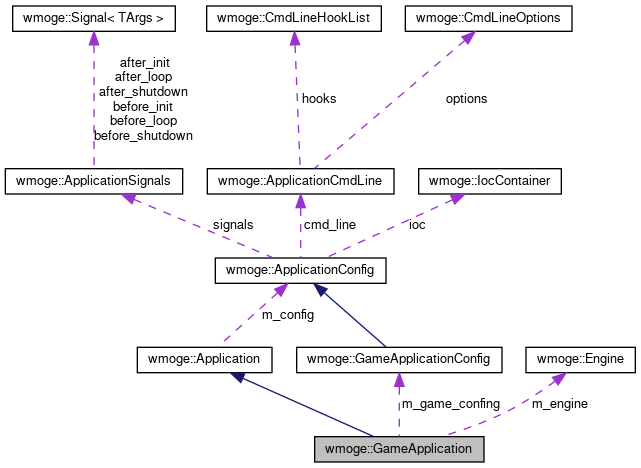 wmoge::Signal< TArgs >
wmoge::CmdLineHookList
wmoge::CmdLineOptions
after_init
after_loop
after_shutdown
before_init
before_loop
before_shutdown
hooks
options
wmoge::ApplicationSignals
wmoge::ApplicationCmdLine
wmoge::IocContainer
signals
cmd_line
ioc
wmoge::ApplicationConfig
m_config
wmoge::Application
wmoge::GameApplicationConfig
wmoge::Engine
m_game_confing
m_engine
wmoge::GameApplication